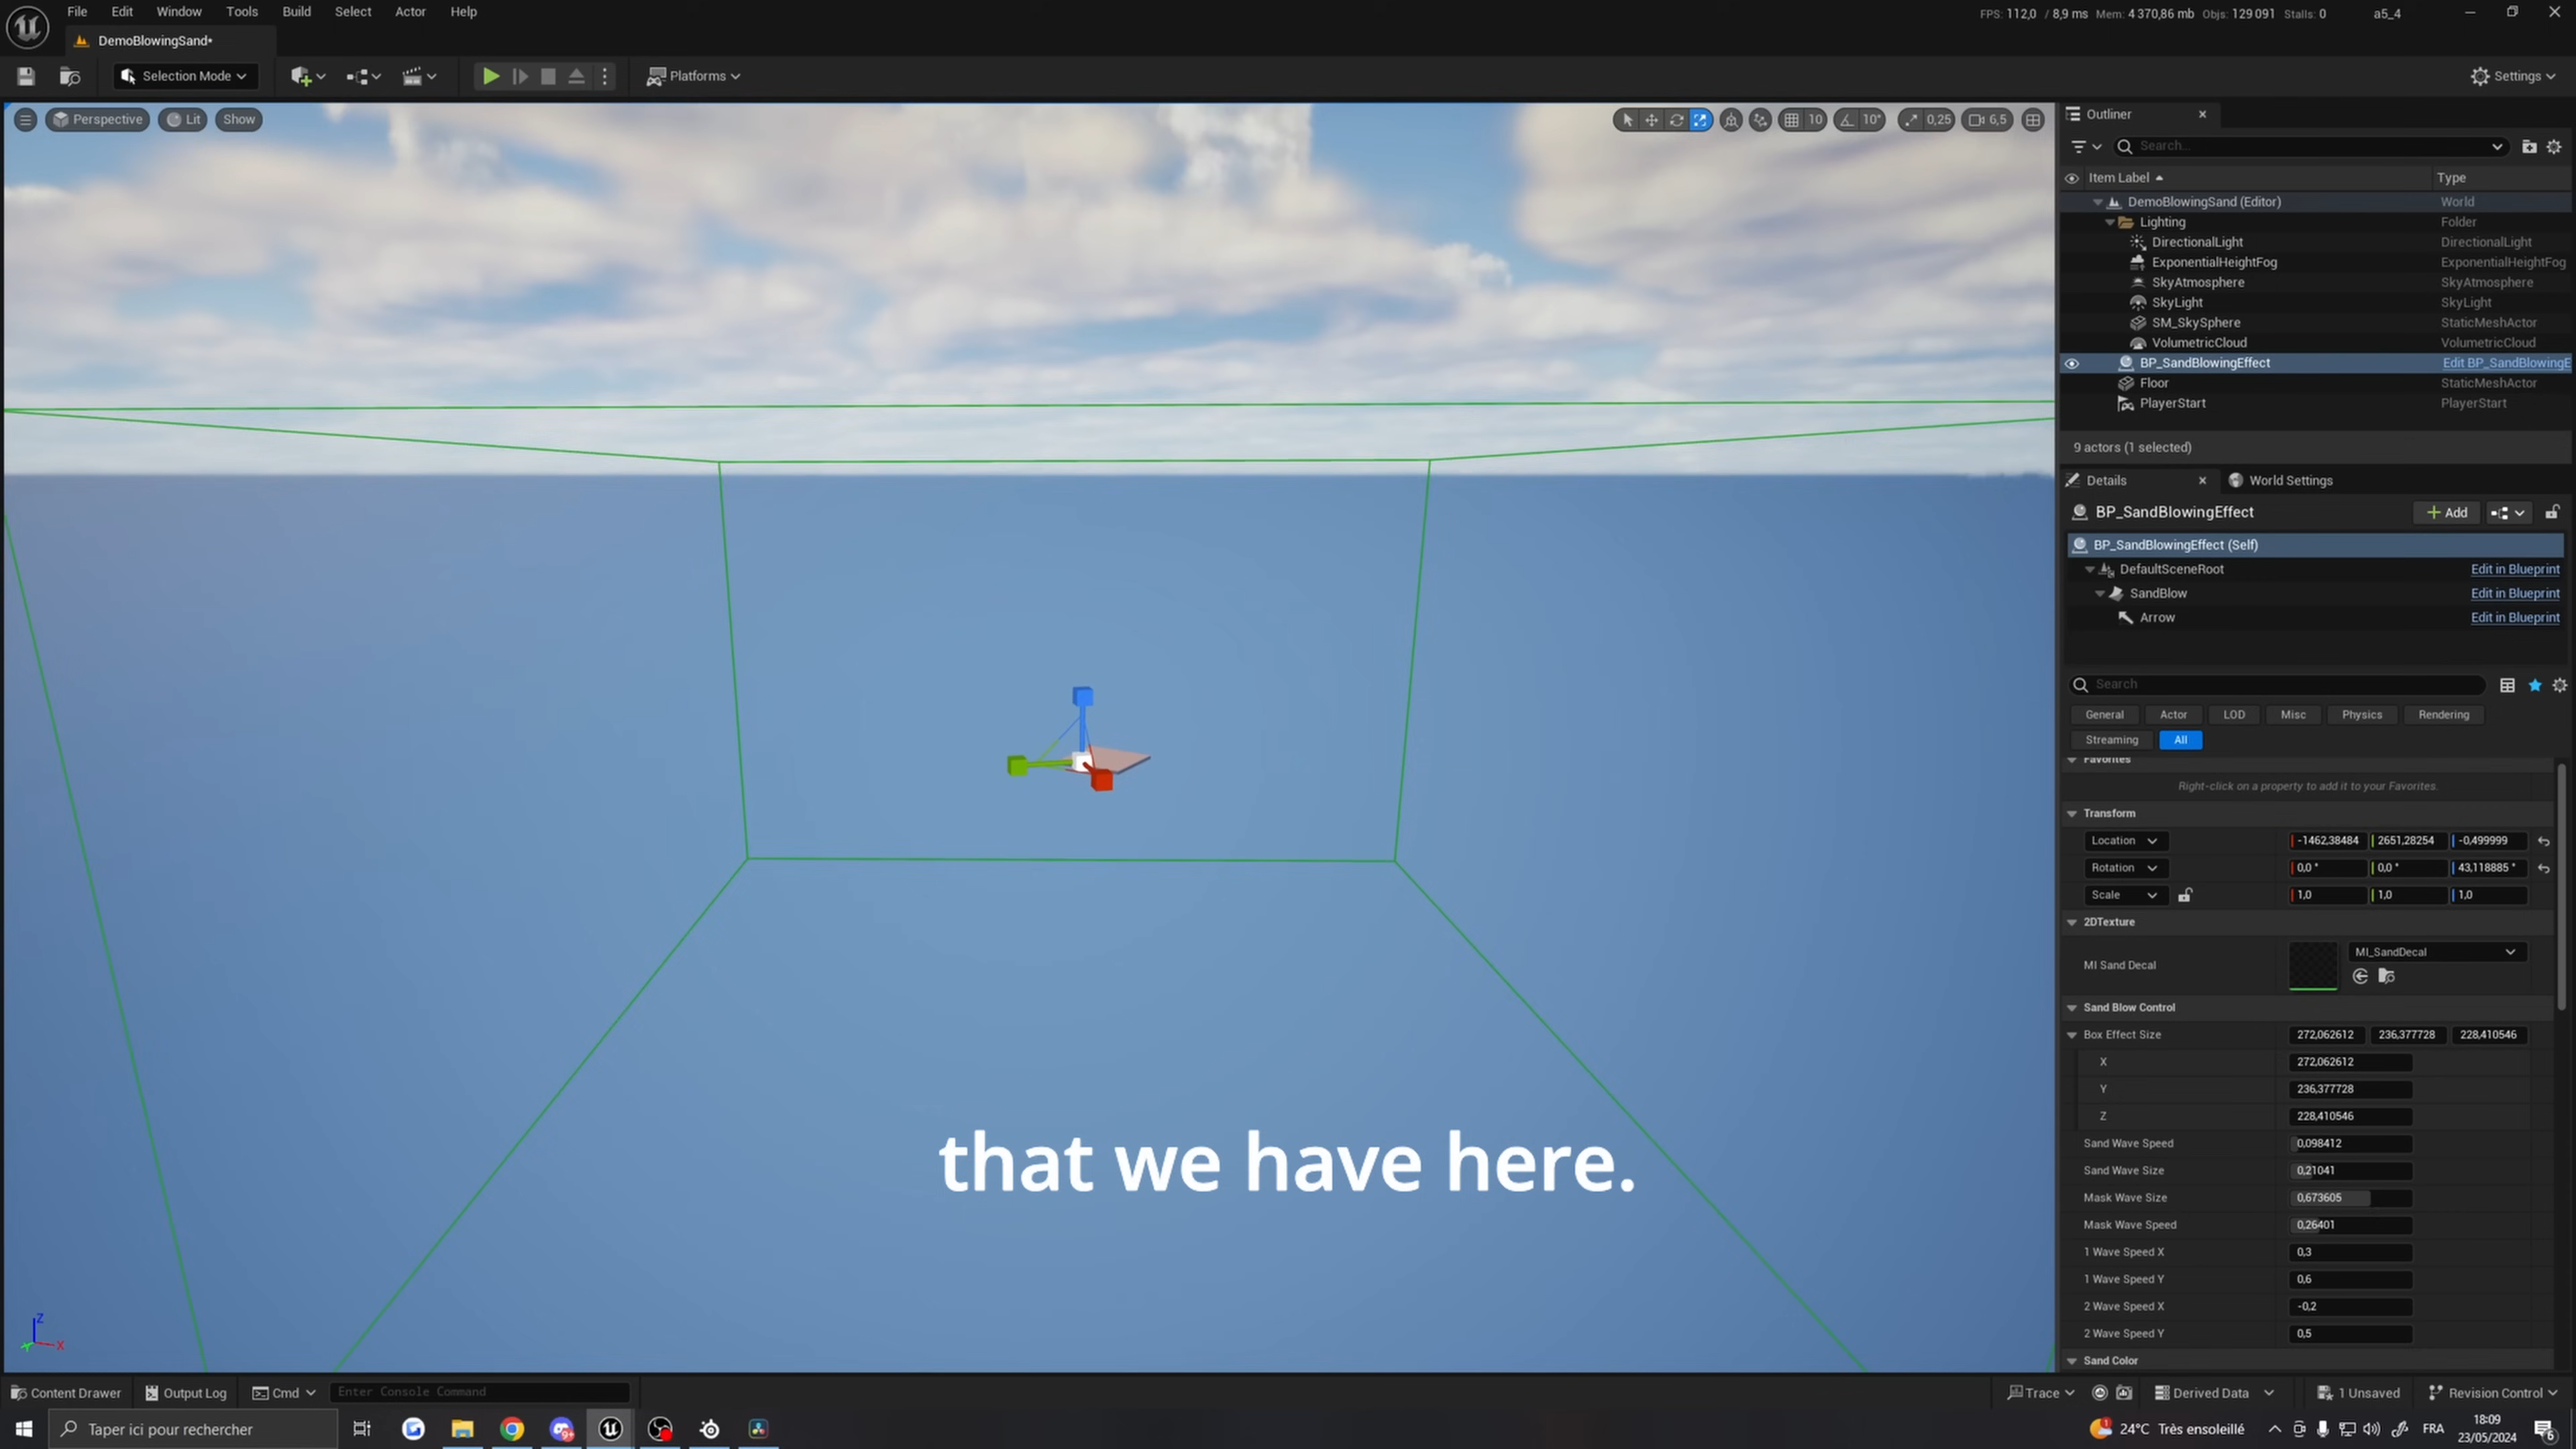 File Edit Window Tools Build Select Actor Help
FPS: 112,0 / 8,9 ms Mem: 4 370,86 mb Objs: 129 091 Stalls: 0 a5_4
DemoBlowingSand*
Selection Mode Platforms Settings
Perspective Lit Show
10 10° 0,25 6,5
Outliner
Search...
Item Label Type
DemoBlowingSand (Editor) World
Lighting Folder
DirectionalLight DirectionalLight
ExponentialHeightFog ExponentialHeightFog
SkyAtmosphere SkyAtmosphere
SkyLight SkyLight
SM_SkySphere StaticMeshActor
VolumetricCloud VolumetricCloud
BP_SandBlowingEffect Edit BP_SandBlowingE
Floor StaticMeshActor
PlayerStart PlayerStart
9 actors (1 selected)
Details World Settings
BP_SandBlowingEffect Add
BP_SandBlowingEffect (Self)
DefaultSceneRoot Edit in Blueprint
SandBlow Edit in Blueprint
Arrow Edit in Blueprint
Search
General Actor LOD Misc Physics Rendering
Streaming All
Favorites
Right-click on a property to add it to your Favorites.
Transform
Location -1462,38484 2651,28254 -0,499999
Rotation 0,0 ° 0,0 ° 43,118885 °
Scale 1,0 1,0 1,0
2DTexture
MI Sand Decal MI_SandDecal
Sand Blow Control
Box Effect Size 272,062612 236,377728 228,410546
X 272,062612
Y 236,377728
Z 228,410546
Sand Wave Speed 0,098412
Sand Wave Size 0,21041
Mask Wave Size 0,673605
Mask Wave Speed 0,26401
1 Wave Speed X 0,3
1 Wave Speed Y 0,6
2 Wave Speed X -0,2
2 Wave Speed Y 0,5
Sand Color
that we have here.
Z
X
Content Drawer Output Log Cmd Enter Console Command Trace Derived Data 1 Unsaved Revision Control
Taper ici pour rechercher 9+ 1 24°C Très ensoleillé FRA 18:09
23/05/2024 6